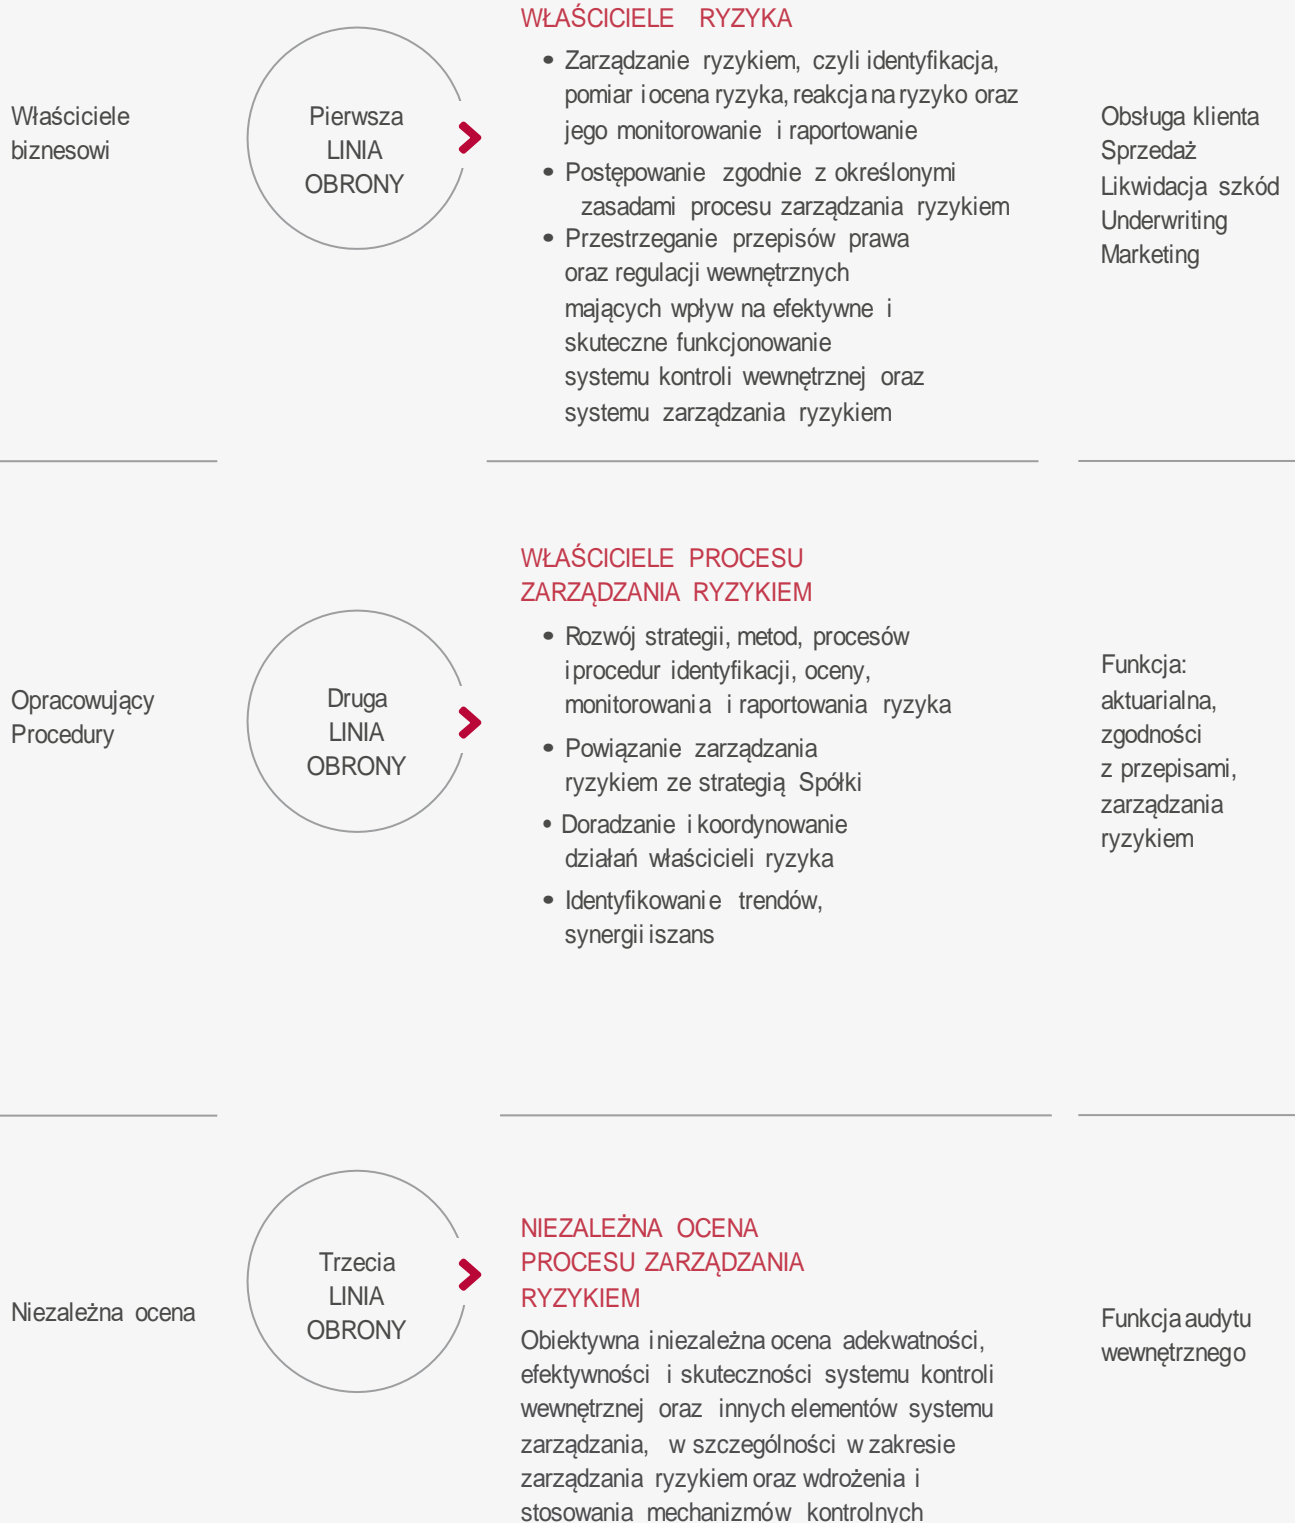 Właściciele
biznesowi
Pierwsza
LINIA
OBRONY
WŁAŚCICIELE RYZYKA
• Zarządzanie ryzykiem, czyli identyfikacja,
pomiar i ocena ryzyka, reakcja na ryzyko oraz
jego monitorowanie i raportowanie
• Postępowanie zgodnie z określonymi
zasadami procesu zarządzania ryzykiem
• Przestrzeganie przepisów prawa
oraz regulacji wewnętrznych
mających wpływ na efektywne i
skuteczne funkcjonowanie
systemu kontroli wewnętrznej oraz
systemu zarządzania ryzykiem
Obsługa klienta
Sprzedaż
Likwidacja szkód
Underwriting
Marketing
Opracowujący
Procedury
Druga
LINIA
OBRONY
WŁAŚCICIELE PROCESU
ZARZĄDZANIA RYZYKIEM
• Rozwój strategii, metod, procesów
i procedur identyfikacji, oceny,
monitorowania i raportowania ryzyka
• Powiązanie zarządzania
ryzykiem ze strategią Spółki
• Doradzanie i koordynowanie
działań właścicieli ryzyka
• Identyfikowanie trendów,
synergii i szans
Funkcja:
aktuarialna,
zgodności
z przepisami,
zarządzania
ryzykiem
Niezależna ocena
Trzecia
LINIA
OBRONY
NIEZALEŻNA OCENA
PROCESU ZARZĄDZANIA
RYZYKIEM
Obiektywna i niezależna ocena adekwatności,
efektywności i skuteczności systemu kontroli
wewnętrznej oraz innych elementów systemu
zarządzania, w szczególności w zakresie
zarządzania ryzykiem oraz wdrożenia i
stosowania mechanizmów kontrolnych
Funkcja audytu
wewnętrznego